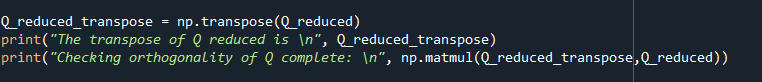 Q_reduced_transpose = np.transpose(Q_reduced)
print("The transpose of Q reduced is \n", Q_reduced_transpose)
print("Checking orthogonality of Q complete: \n", np.matmul(Q_reduced_transpose,Q_reduced))